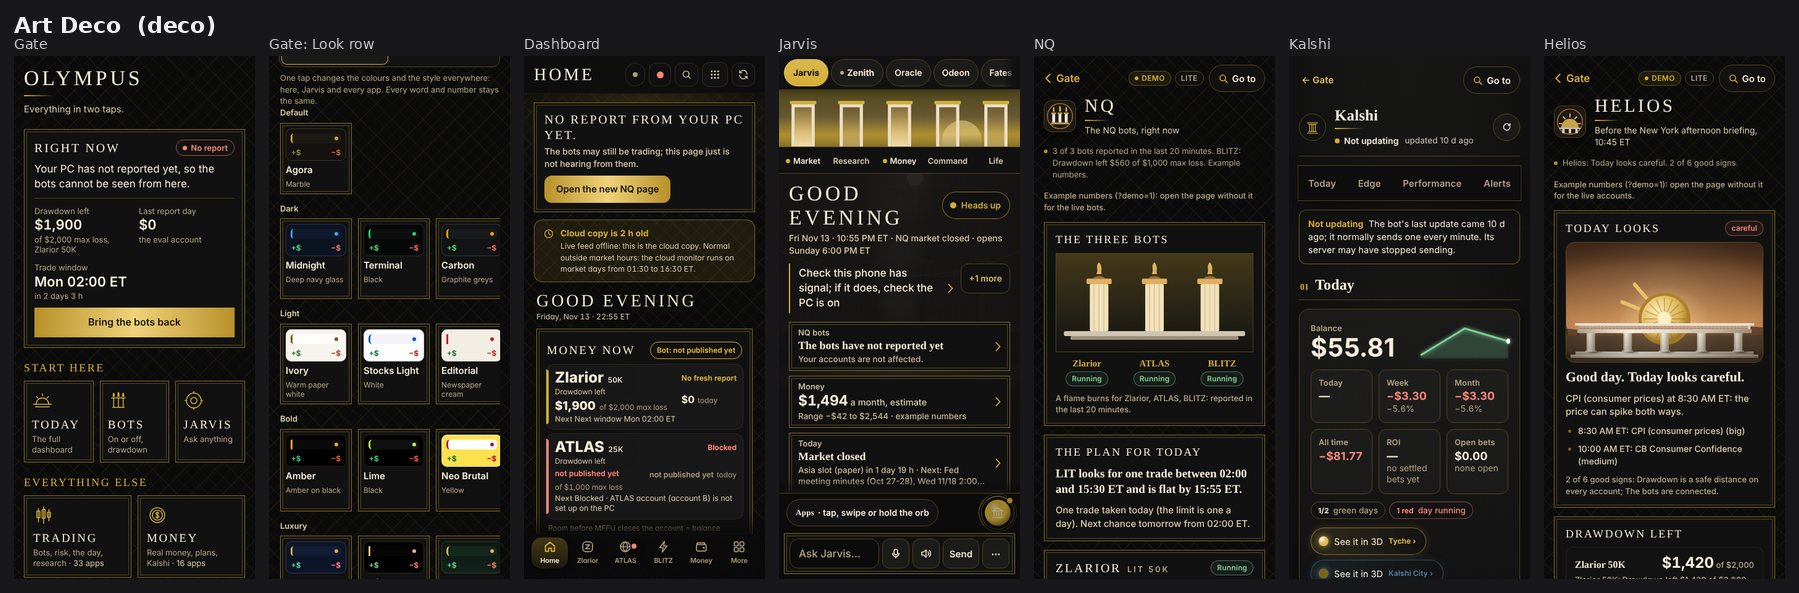 Art Deco (deco)
Gate
OLYMPUS
Everything in two taps.
RIGHT NOW
No report
Your PC has not reported yet, so the
bots cannot be seen from here.
Drawdown left
$1,900
of $2,000 max loss,
Zlarior 50K
Last report day
$0
the eval account
Trade window
Mon 02:00 ET
in 2 days 3 h
Bring the bots back
START HERE
TODAY
The full
dashboard
BOTS
On or off,
drawdown
JARVIS
Ask anything
EVERYTHING ELSE
TRADING
Bots, risk, the day,
research · 33 apps
MONEY
Real money, plans,
Kalshi · 16 apps
Gate: Look row
One tap changes the colours and the style everywhere:
here, Jarvis and every app. Every word and number stays
the same.
Default
+$ −$
Agora
Marble
Dark
+$ −$
Midnight
Deep navy glass
+$ −$
Terminal
Black
+$ −$
Carbon
Graphite greys
Light
+$ −$
Ivory
Warm paper
white
+$ −$
Stocks Light
White
+$ −$
Editorial
Newspaper
cream
Bold
+$ −$
Amber
Amber on black
+$ −$
Lime
Black
+$ −$
Neo Brutal
Yellow
Luxury
+$ −$
+$ −$
+$ −$
Dashboard
HOME
NO REPORT FROM YOUR PC
YET.
The bots may still be trading; this page just is
not hearing from them.
Open the new NQ page
Cloud copy is 2 h old
Live feed offline: this is the cloud copy. Normal
outside market hours: the cloud monitor runs on
market days from 01:30 to 16:30 ET.
GOOD EVENING
Friday, Nov 13 · 22:55 ET
MONEY NOW
Bot: not published yet
Zlarior 50K
No fresh report
Drawdown left
$1,900 of $2,000 max loss
$0 today
Next Next window Mon 02:00 ET
ATLAS 25K
Blocked
Drawdown left
not published yet
not published yet today
of $1,000 max loss
Next Blocked · ATLAS account (account B) is not
set up on the PC
Room before MFFU closes the account = balance
Home
Zlarior
ATLAS
BLITZ
Money
More
Jarvis
Jarvis
Zenith
Oracle
Odeon
Fates
Market
Research
Money
Command
Life
GOOD
EVENING
Heads up
Fri Nov 13 · 10:55 PM ET · NQ market closed · opens
Sunday 6:00 PM ET
Check this phone has
signal; if it does, check the
PC is on
+1 more
NQ bots
The bots have not reported yet
Your accounts are not affected.
Money
$1,494 a month, estimate
Range −$42 to $2,544 · example numbers
Today
Market closed
Asia slot (paper) in 1 day 19 h · Next: Fed
meeting minutes (Oct 27-28), Wed 11/18 2:00...
Apps · tap, swipe or hold the orb
Ask Jarvis...
Send
NQ
Gate
DEMO
LITE
Go to
NQ
The NQ bots, right now
3 of 3 bots reported in the last 20 minutes. BLITZ:
Drawdown left $560 of $1,000 max loss. Example
numbers.
Example numbers (?demo=1): open the page without it
for the live bots.
THE THREE BOTS
Zlarior
ATLAS
BLITZ
Running
Running
Running
A flame burns for Zlarior, ATLAS, BLITZ: reported in
the last 20 minutes.
THE PLAN FOR TODAY
LIT looks for one trade between 02:00
and 15:30 ET and is flat by 15:55 ET.
One trade taken today (the limit is one a
day). Next chance tomorrow from 02:00 ET.
ZLARIOR LIT 50K
Running
Kalshi
Gate
Go to
Kalshi
Not updating updated 10 d ago
Today
Edge
Performance
Alerts
Not updating The bot's last update came 10 d
ago; it normally sends one every minute. Its
server may have stopped sending.
01 Today
Balance
$55.81
Today
—
Week
−$3.30
−5.6%
Month
−$3.30
−5.6%
All time
−$81.77
ROI
—
no settled
bets yet
Open bets
$0.00
none open
1/2 green days
1 red day running
See it in 3D Tyche ›
See it in 3D Kalshi City ›
Helios
Gate
DEMO
LITE
Go to
HELIOS
Before the New York afternoon briefing,
10:45 ET
Helios: Today looks careful. 2 of 6 good signs.
Example numbers (?demo=1): open the page without it
for the live accounts.
TODAY LOOKS
careful
Good day. Today looks careful.
CPI (consumer prices) at 8:30 AM ET: the
price can spike both ways.
8:30 AM ET: CPI (consumer prices) (big)
10:00 AM ET: CB Consumer Confidence
(medium)
2 of 6 good signs: Drawdown is a safe distance on
every account; The bots are connected.
DRAWDOWN LEFT
Zlarior 50K
$1,420 of $2,000